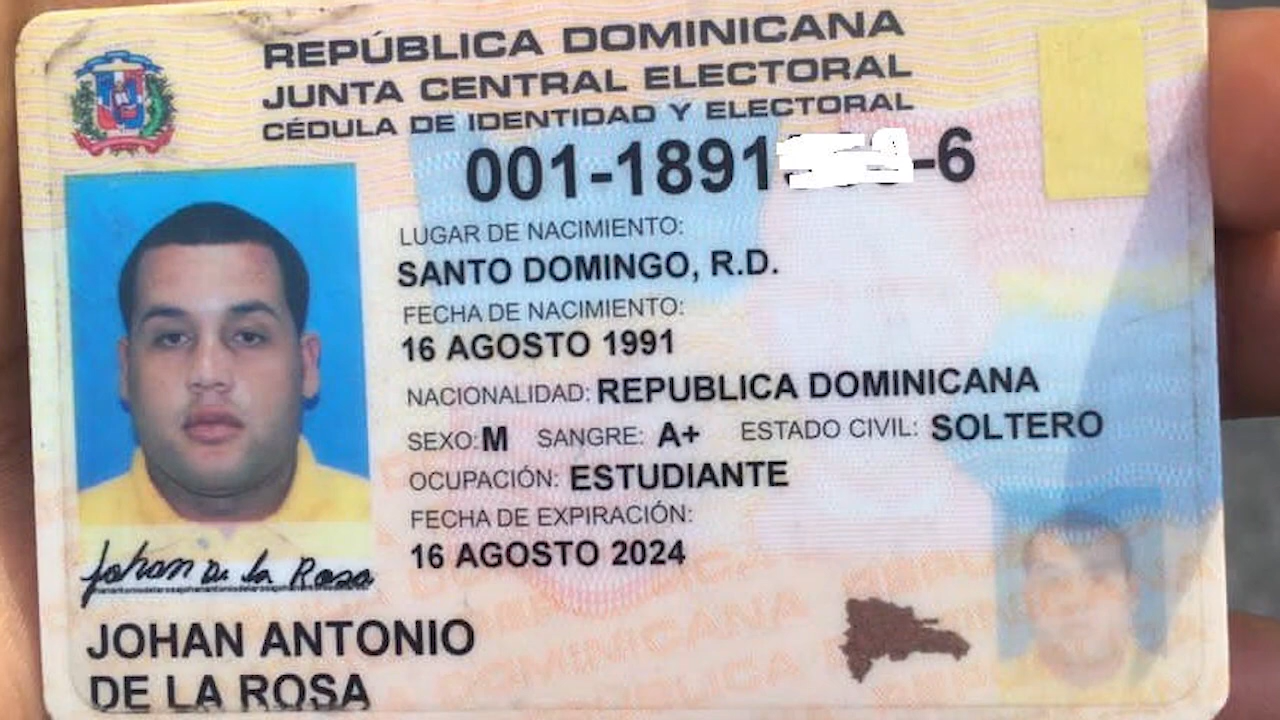 REPÚBLICA DOMINICANA
JUNTA CENTRAL ELECTORAL
CÉDULA DE IDENTIDAD Y ELECTORAL
001-1891 -6
LUGAR DE NACIMIENTO:
SANTO DOMINGO, R.D.
FECHA DE NACIMIENTO:
16 AGOSTO 1991
NACIONALIDAD: REPUBLICA DOMINICANA
SEXO: M SANGRE: A+ ESTADO CIVIL: SOLTERO
OCUPACIÓN: ESTUDIANTE
FECHA DE EXPIRACIÓN:
16 AGOSTO 2024
Johan De la Rosa
JOHAN ANTONIO
DE LA ROSA